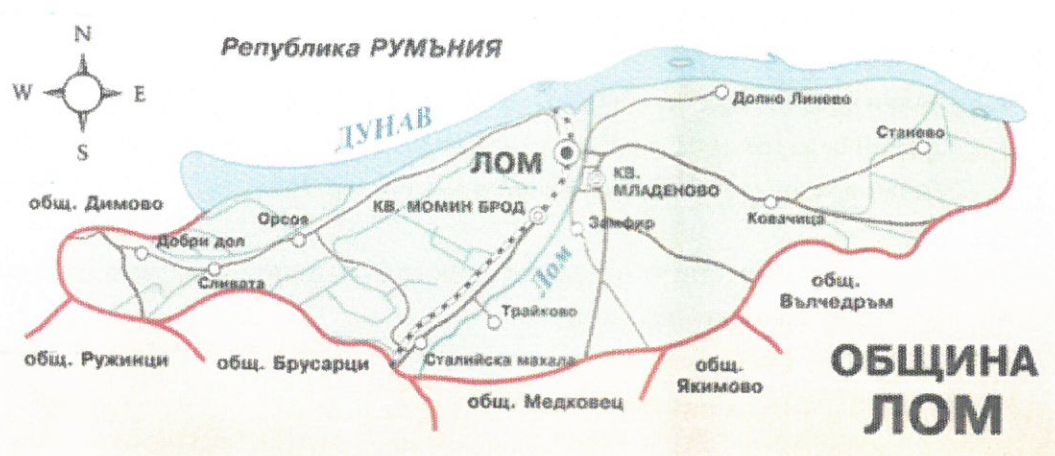 N
Република РУМЪНИЯ
W
E
S
ДУНАВ
Долно Линево
Станево
ЛОМ
КВ.
МЛАДЕНОВО
общ. Димово
Орсоя
КВ. МОМИН БРОД
Замфир
Ковачица
Добри дол
Сливата
Лом
общ.
Вълчедръм
Трайково
общ. Ружинци
общ. Брусарци
Сталийска махала
общ.
Якимово
общ. Медковец
ОБЩИНА
ЛОМ